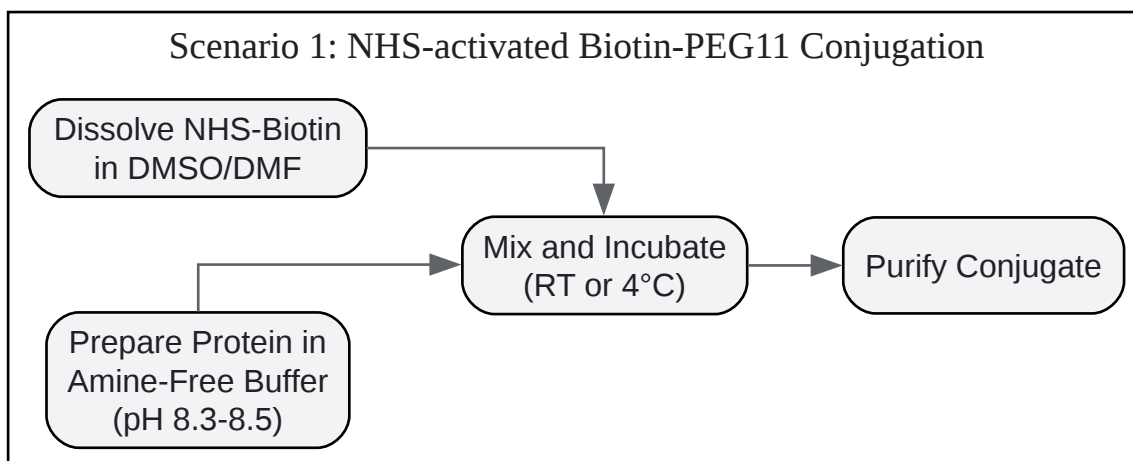 Scenario 1: NHS-activated Biotin-PEG11 Conjugation
Dissolve NHS-Biotin
in DMSO/DMF
Mix and Incubate
(RT or 4°C)
Purify Conjugate
Prepare Protein in
Amine-Free Buffer
(pH 8.3-8.5)